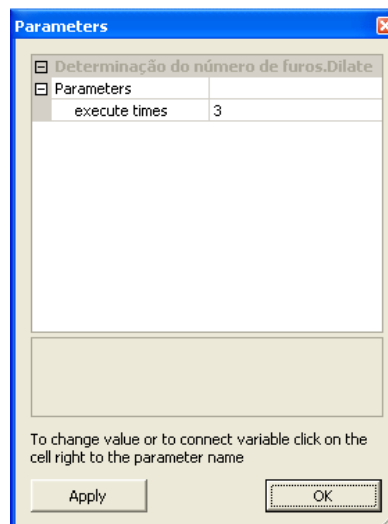 Parameters
Determinação do número de furos.Dilate
Parameters
execute times 3
To change value or to connect variable click on the
cell right to the parameter name
Apply OK